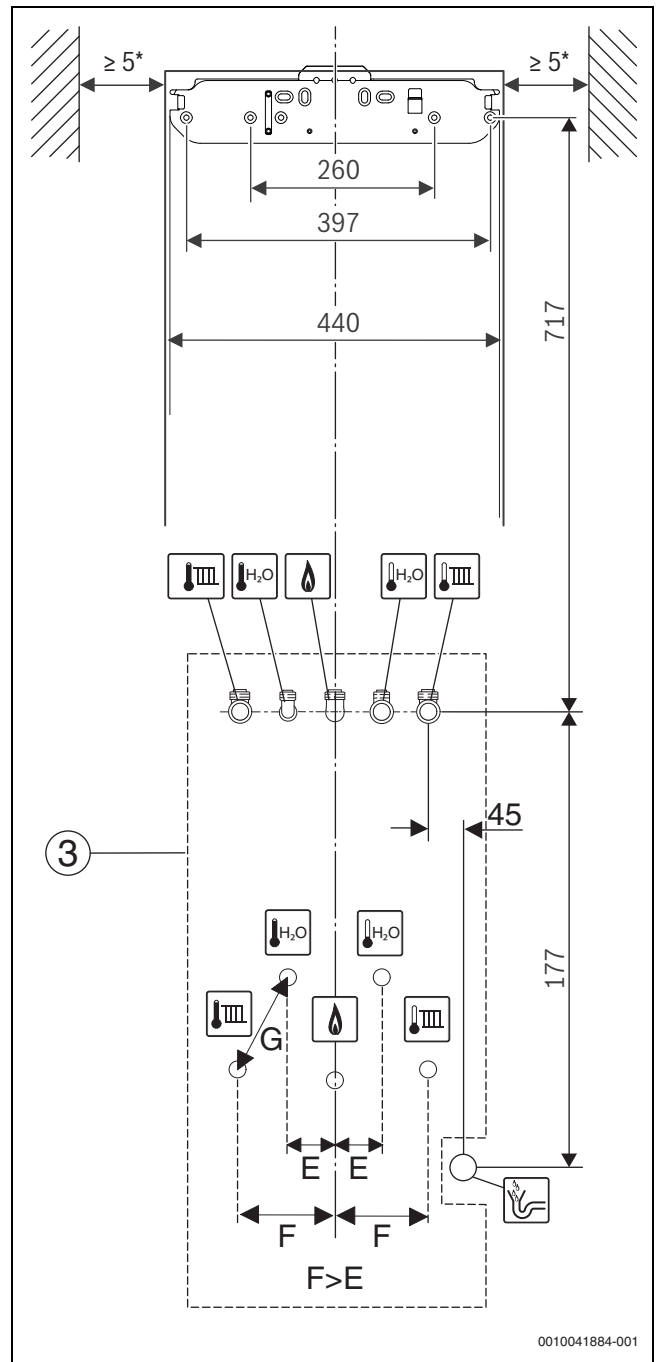 ≥ 5*
≥ 5*
260
397
440
717
H₂O
H₂O
45
3
177
H₂O
H₂O
G
E
E
F
F
F>E
0010041884-001